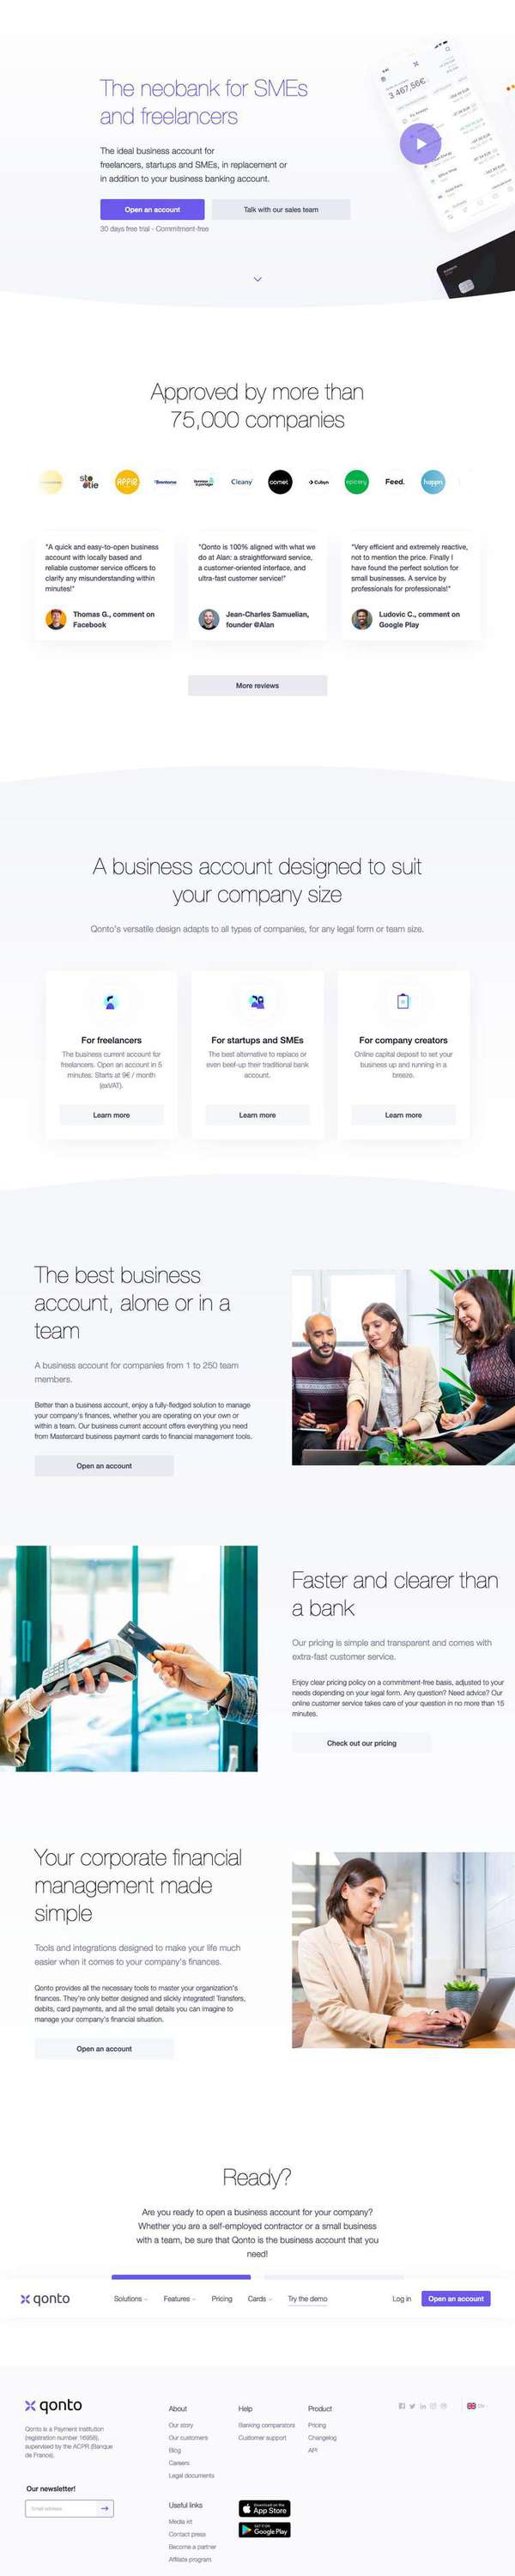 The neobank for SMEs
and freelancers
The ideal business account for
freelancers, startups and SMEs, in replacement or
in addition to your business banking account.
Open an account
Talk with our sales team
30 days free trial - Commitment-free
3 467,56€
Approved by more than
75,000 companies
sto
otie
APPIE
Cleany
comet
Cubyn
epicery
Feed.
happn
"A quick and easy-to-open business
account with locally based and
reliable customer service officers to
clarify any misunderstanding within
minutes!"
Thomas G., comment on
Facebook
"Qonto is 100% aligned with what we
do at Alan: a straightforward service,
a customer-oriented interface, and
ultra-fast customer service!"
Jean-Charles Samuelian,
founder @Alan
"Very efficient and extremely reactive,
not to mention the price. Finally I
have found the perfect solution for
small businesses. A service by
professionals for professionals!"
Ludovic C., comment on
Google Play
More reviews
A business account designed to suit
your company size
Qonto's versatile design adapts to all types of companies, for any legal form or team size.
For freelancers
The business current account for
freelancers. Open an account in 5
minutes. Starts at 9€ / month
(exVAT).
Learn more
For startups and SMEs
The best alternative to replace or
even beef-up their traditional bank
account.
Learn more
For company creators
Online capital deposit to set your
business up and running in a
breeze.
Learn more
The best business
account, alone or in a
team
A business account for companies from 1 to 250 team
members.
Better than a business account, enjoy a fully-fledged solution to manage
your company's finances, whether you are operating on your own or
within a team. Our business current account offers everything you need
from Mastercard business payment cards to financial management tools.
Open an account
Faster and clearer than
a bank
Our pricing is simple and transparent and comes with
extra-fast customer service.
Enjoy clear pricing policy on a commitment-free basis, adjusted to your
needs depending on your legal form. Any question? Need advice? Our
online customer service takes care of your question in no more than 15
minutes.
Check out our pricing
Your corporate financial
management made
simple
Tools and integrations designed to make your life much
easier when it comes to your company's finances.
Qonto provides all the necessary tools to master your organization's
finances. They're only better designed and slickly integrated! Transfers,
debits, card payments, and all the small details you can imagine to
manage your company's financial situation.
Open an account
Ready?
Are you ready to open a business account for your company?
Whether you are a self-employed contractor or a small business
with a team, be sure that Qonto is the business account that you
need!
qonto
Solutions
Features
Pricing
Cards
Try the demo
Log in
Open an account
qonto
Qonto is a Payment Institution
(registration number 16958),
supervised by the ACPR (Banque
de France).
Our newsletter!
Email address
About
Our story
Our customers
Blog
Careers
Legal documents
Help
Banking comparators
Customer support
Product
Pricing
Changelog
API
EN
Useful links
Media kit
Contact press
Become a partner
Affiliate program
Download on the
App Store
GET IT ON
Google Play